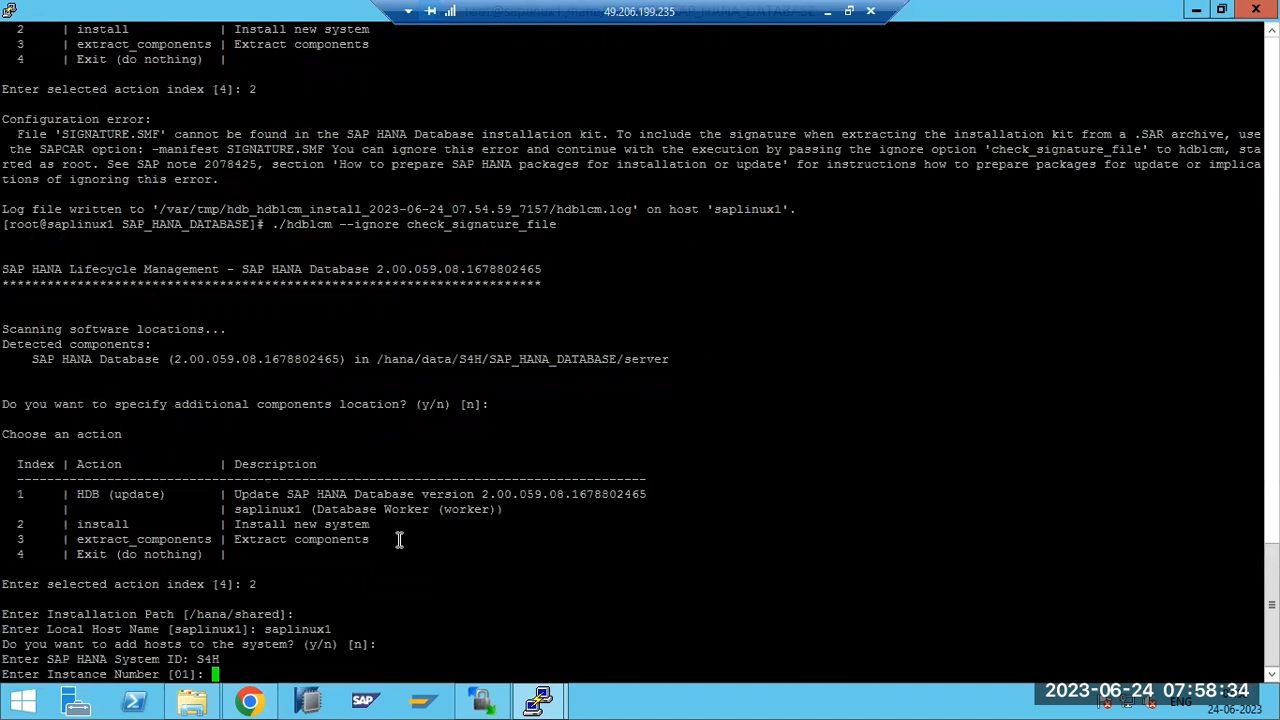 49.206.199.235
2      | install            | Install new system
3      | extract_components | Extract components
4      | Exit (do nothing)  |
Enter selected action index [4]: 2
Configuration error:
  File 'SIGNATURE.SMF' cannot be found in the SAP HANA Database installation kit. To include the signature when extracting the installation kit from a .SAR archive, use
 the SAPCAR option: -manifest SIGNATURE.SMF You can ignore this error and continue with the execution by passing the ignore option 'check_signature_file' to hdblcm, sta
rted as root. See SAP note 2078425, section 'How to prepare SAP HANA packages for installation or update' for instructions how to prepare packages for update or implica
tions of ignoring this error.
Log file written to '/var/tmp/hdb_hdblcm_install_2023-06-24_07.54.59_7157/hdblcm.log' on host 'saplinux1'.
[root@saplinux1 SAP_HANA_DATABASE]# ./hdblcm --ignore check_signature_file
SAP HANA Lifecycle Management - SAP HANA Database 2.00.059.08.1678802465
************************************************************************
Scanning software locations...
Detected components:
    SAP HANA Database (2.00.059.08.1678802465) in /hana/data/S4H/SAP_HANA_DATABASE/server
Do you want to specify additional components location? (y/n) [n]:
Choose an action
  Index | Action             | Description
------------------------------------------------------------------------------------
  1     | HDB (update)       | Update SAP HANA Database version 2.00.059.08.1678802465
        |                    | saplinux1 (Database Worker (worker))
  2     | install            | Install new system
  3     | extract_components | Extract components
  4     | Exit (do nothing)  |
Enter selected action index [4]: 2
Enter Installation Path [/hana/shared]:
Enter Local Host Name [saplinux1]: saplinux1
Do you want to add hosts to the system? (y/n) [n]:
Enter SAP HANA System ID: S4H
Enter Instance Number [01]:
SAP
2023-06-24 07:58:34
ENG
24-06-2023